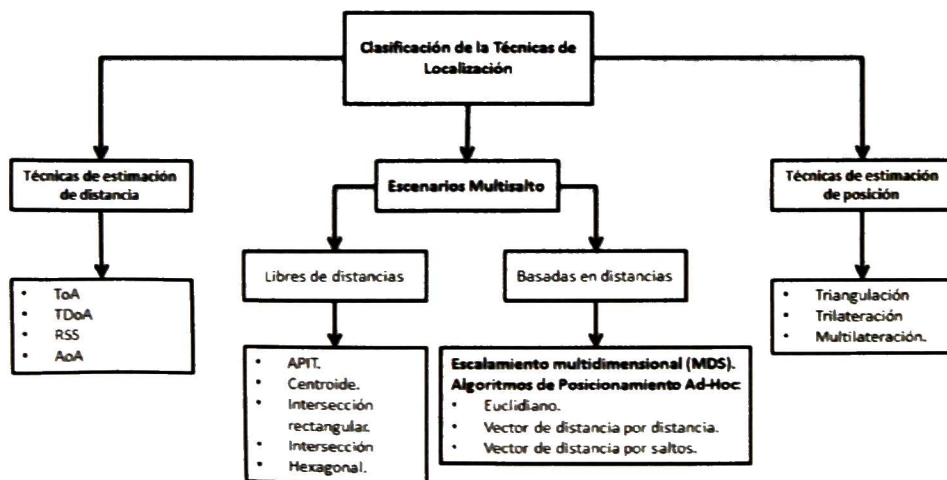 Clasificación de la Técnicas de
Localización
Técnicas de estimación
de distancia
Escenarios Multisalto
Técnicas de estimación
de posición
Libres de distancias
Basadas en distancias
• ToA
• TDoA
• RSS
• AoA
• Triangulación
• Trilateración
• Multilateración.
• APIT.
• Centroide.
• Intersección
rectangular.
• Intersección
Hexagonal.
Escalamiento multidimensional (MDS).
Algoritmos de Posicionamiento Ad-Hoc:
• Euclidiano.
• Vector de distancia por distancia.
• Vector de distancia por saltos.